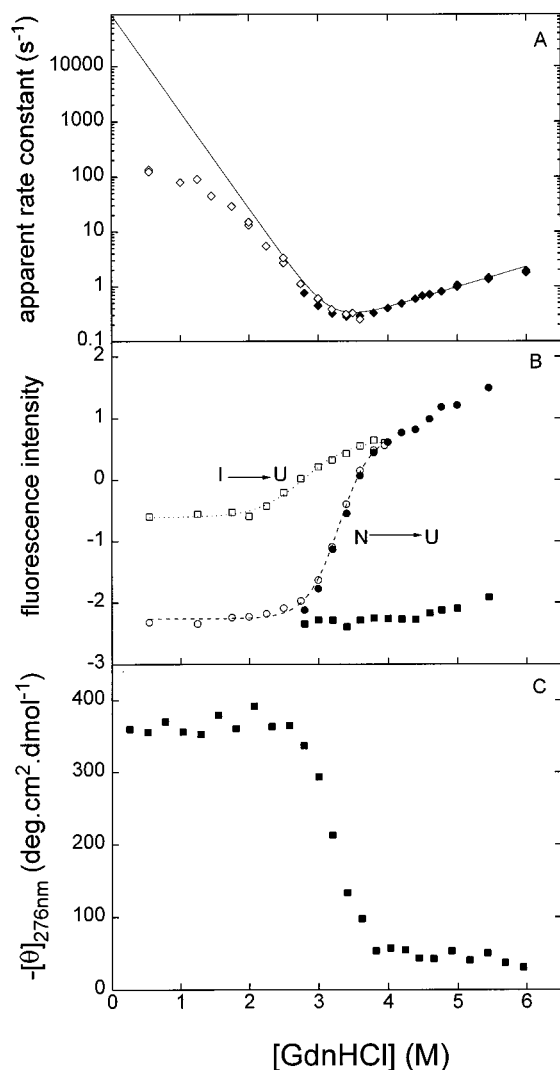 A
apparent rate constant (s⁻¹)
10000
1000
100
10
1
0.1
B
fluorescence intensity
2
1
0
-1
-2
-3
I → U
N → U
C
-[θ]276nm (deg.cm².dmol⁻¹)
400
300
200
100
0
0 1 2 3 4 5 6
[GdnHCl] (M)